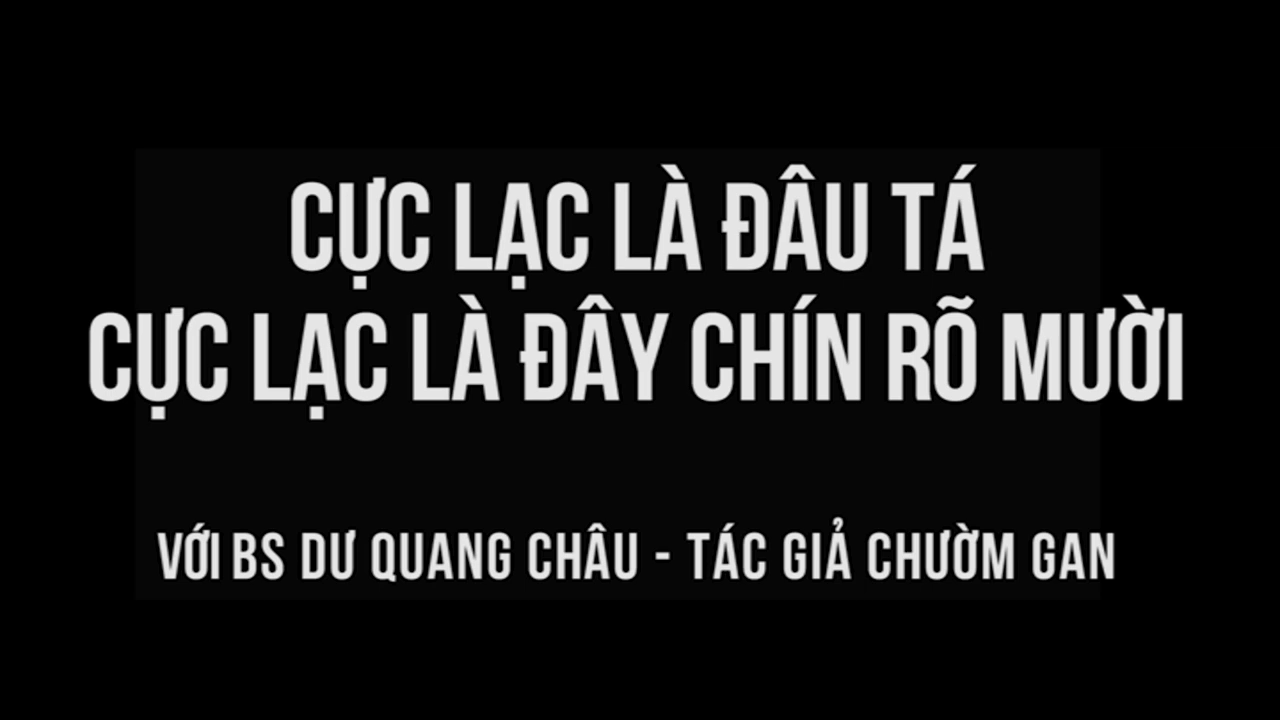 CỰC LẠC LÀ ĐÂU TÁ
CỰC LẠC LÀ ĐÂY CHÍN RÕ MƯỜI
VỚI BS DƯ QUANG CHÂU - TÁC GIẢ CHƯỜM GAN